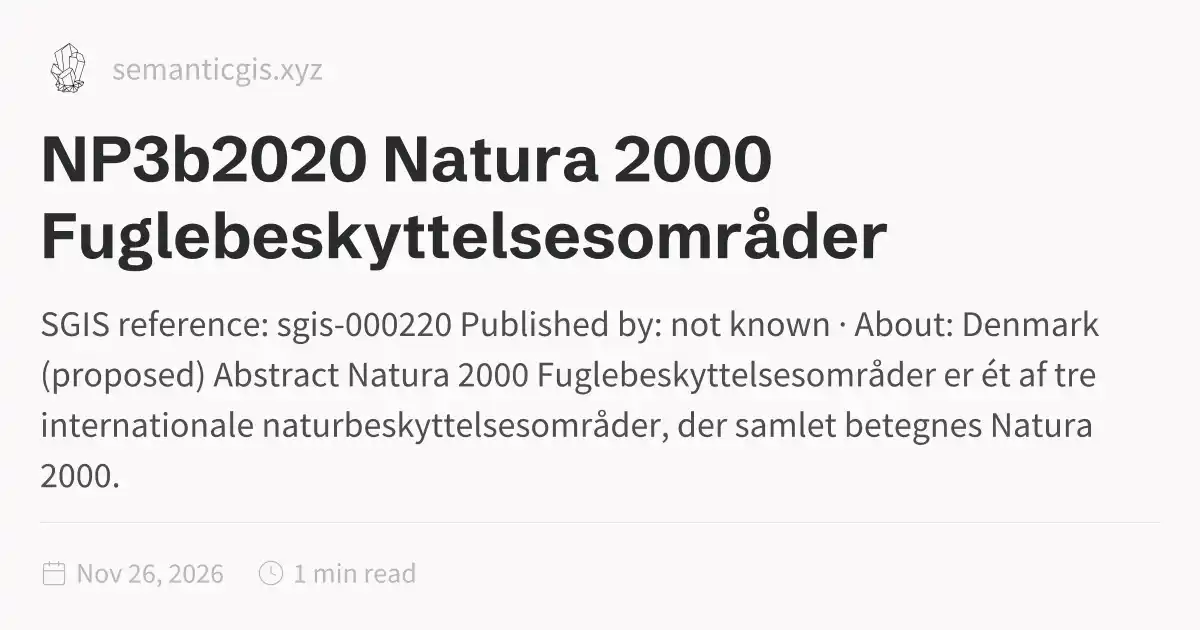 semanticgis.xyz
NP3b2020 Natura 2000
Fuglebeskyttelsesområder
SGIS reference: sgis-000220 Published by: not known · About: Denmark
(proposed) Abstract Natura 2000 Fuglebeskyttelsesområder er ét af tre
internationale naturbeskyttelsesområder, der samlet betegnes Natura
2000.
Nov 26, 2026 1 min read